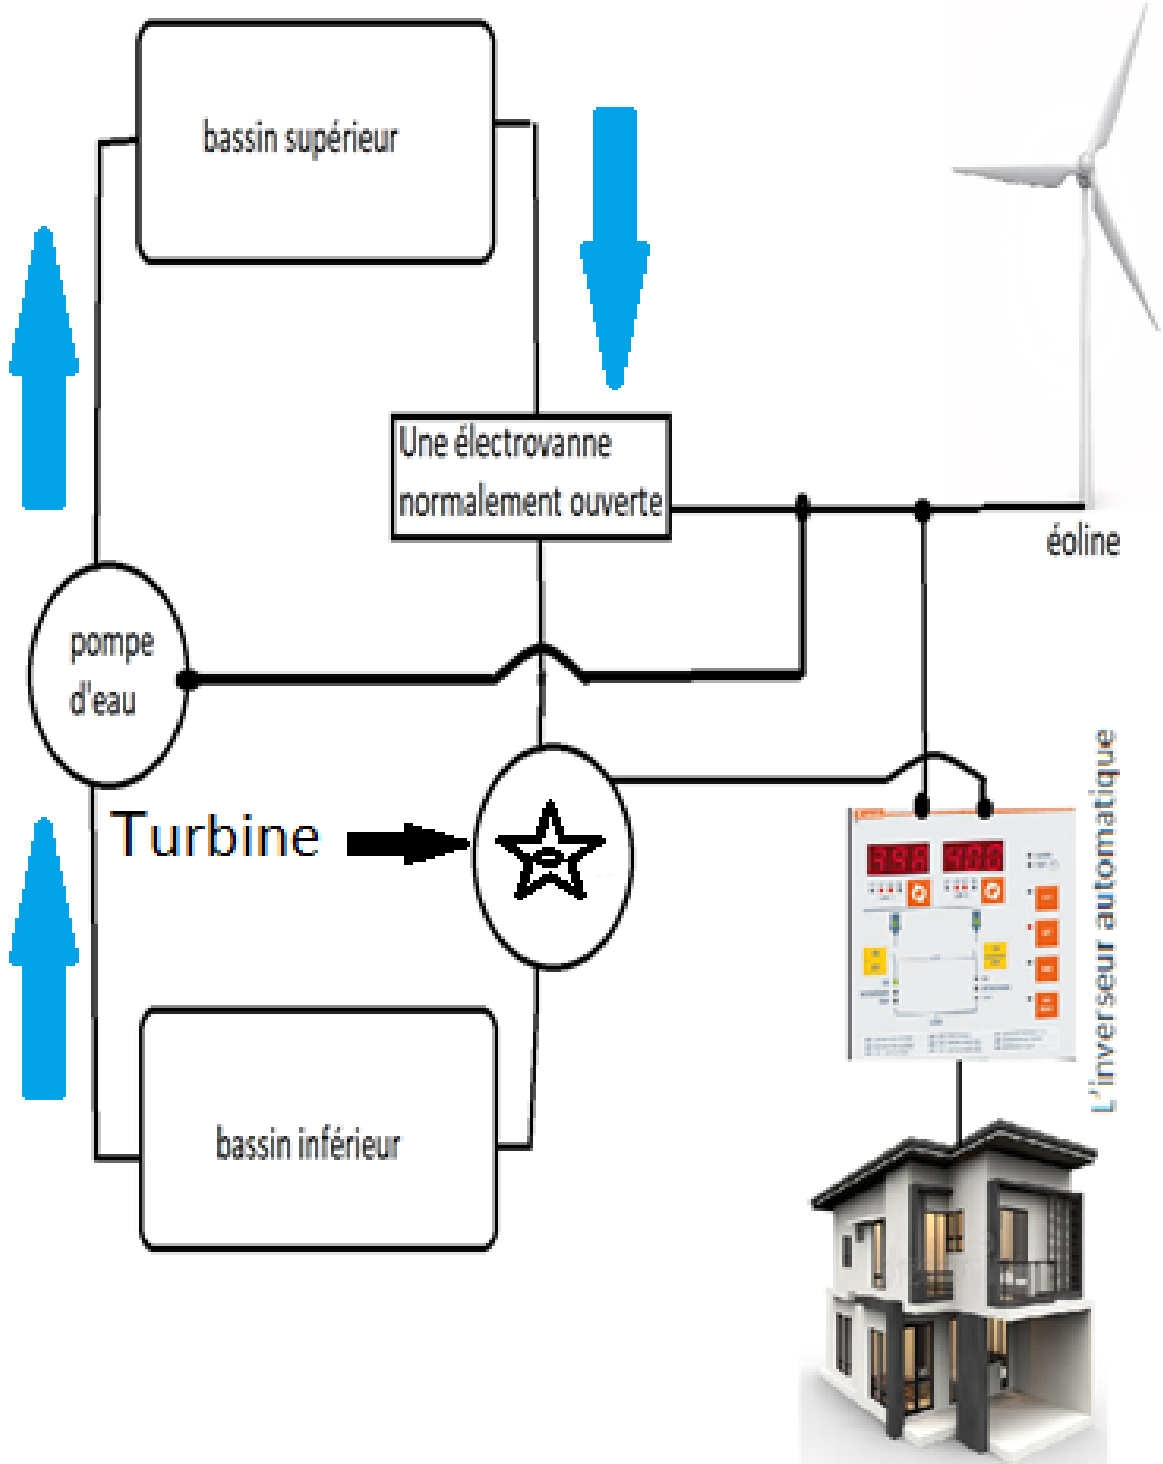 bassin supérieur
Une électrovanne
normalement ouverte
éoline
pompe
d'eau
Turbine
L'inverseur automatique
bassin inférieur